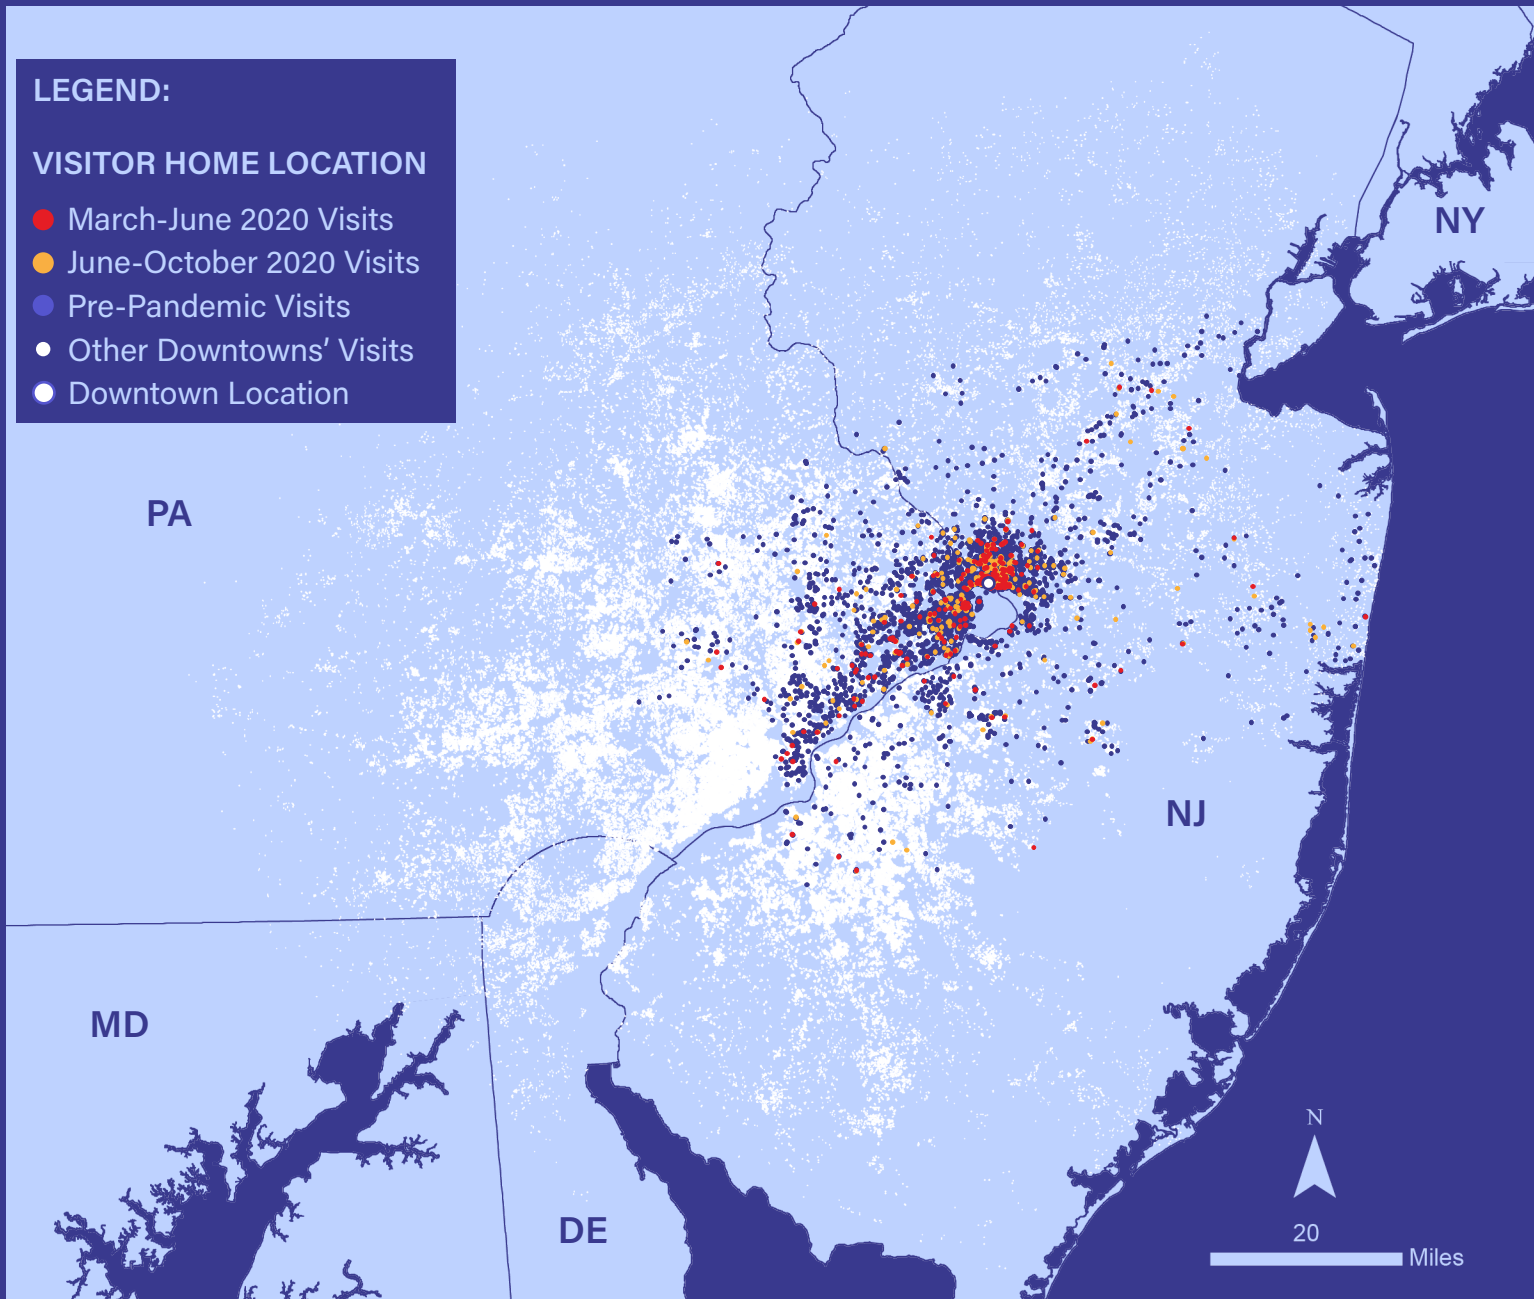 LEGEND:
VISITOR HOME LOCATION
March-June 2020 Visits
June-October 2020 Visits
Pre-Pandemic Visits
Other Downtowns’ Visits
Downtown Location
NY
PA
NJ
MD
DE
N
20
Miles